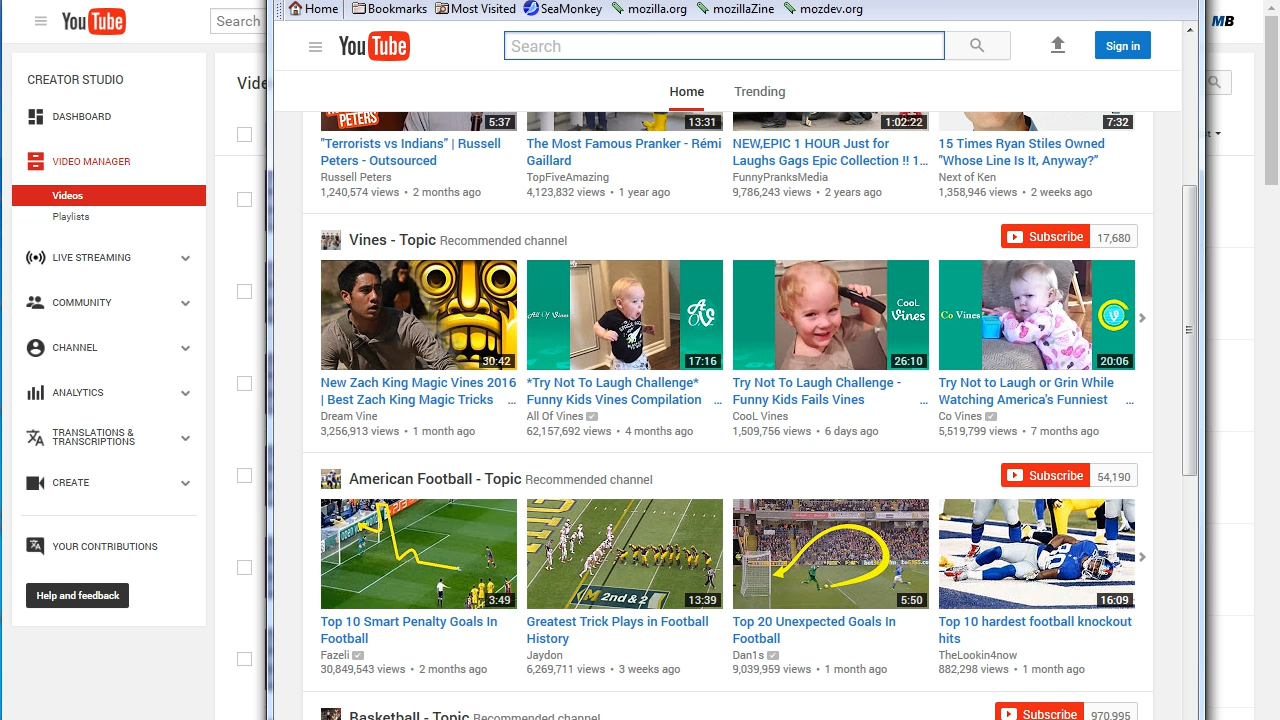 Home Bookmarks Most Visited SeaMonkey mozilla.org mozillaZine mozdev.org
YouTube Search
MB
YouTube Search Sign in
Home Trending
CREATOR STUDIO
DASHBOARD
VIDEO MANAGER
Videos
Playlists
LIVE STREAMING
COMMUNITY
CHANNEL
ANALYTICS
TRANSLATIONS &
TRANSCRIPTIONS
CREATE
YOUR CONTRIBUTIONS
Help and feedback
PETERS
5:37
13:31
1:02:22
7:32
"Terrorists vs Indians" | Russell
Peters - Outsourced
Russell Peters
1,240,574 views • 2 months ago
The Most Famous Pranker - Rémi
Gaillard
TopFiveAmazing
4,123,832 views • 1 year ago
NEW,EPIC 1 HOUR Just for
Laughs Gags Epic Collection !! 1...
FunnyPranksMedia
9,786,243 views • 2 years ago
15 Times Ryan Stiles Owned
"Whose Line Is It, Anyway?"
Next of Ken
1,358,946 views • 2 weeks ago
Vines - Topic Recommended channel
Subscribe 17,680
30:42
All Of Vines
17:16
CooL
Vines
26:10
Co Vines
20:06
New Zach King Magic Vines 2016
| Best Zach King Magic Tricks ...
Dream Vine
3,256,913 views • 1 month ago
*Try Not To Laugh Challenge*
Funny Kids Vines Compilation ...
All Of Vines
62,157,692 views • 4 months ago
Try Not To Laugh Challenge -
Funny Kids Fails Vines ...
CooL Vines
1,509,756 views • 6 days ago
Try Not to Laugh or Grin While
Watching America's Funniest ...
Co Vines
5,519,799 views • 7 months ago
American Football - Topic Recommended channel
Subscribe 54,190
3:49
2nd & 2
13:39
5:50
16:09
Top 10 Smart Penalty Goals In
Football
Fazeli
30,849,543 views • 2 months ago
Greatest Trick Plays in Football
History
Jaydon
6,269,711 views • 3 weeks ago
Top 20 Unexpected Goals In
Football
Dan1s
9,039,959 views • 1 month ago
Top 10 hardest football knockout
hits
TheLookin4now
882,298 views • 1 month ago
Basketball - Topic Recommended channel
Subscribe 970,995